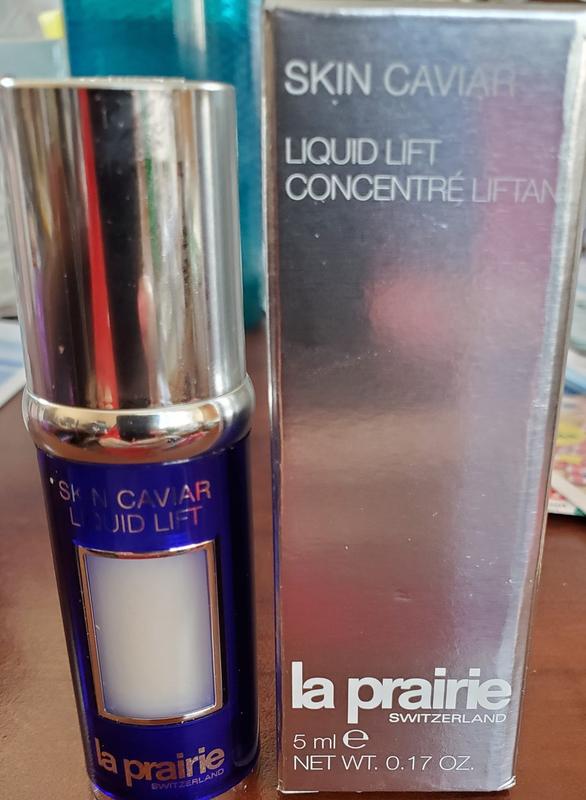 SKIN CAVIAR
LIQUID LIFT
la prairie
SWITZERLAND
SKIN CAVIAR
LIQUID LIFT
CONCENTRÉ LIFTAN
la prairie
SWITZERLAND
5 ml ℮
NET WT. 0.17 OZ.